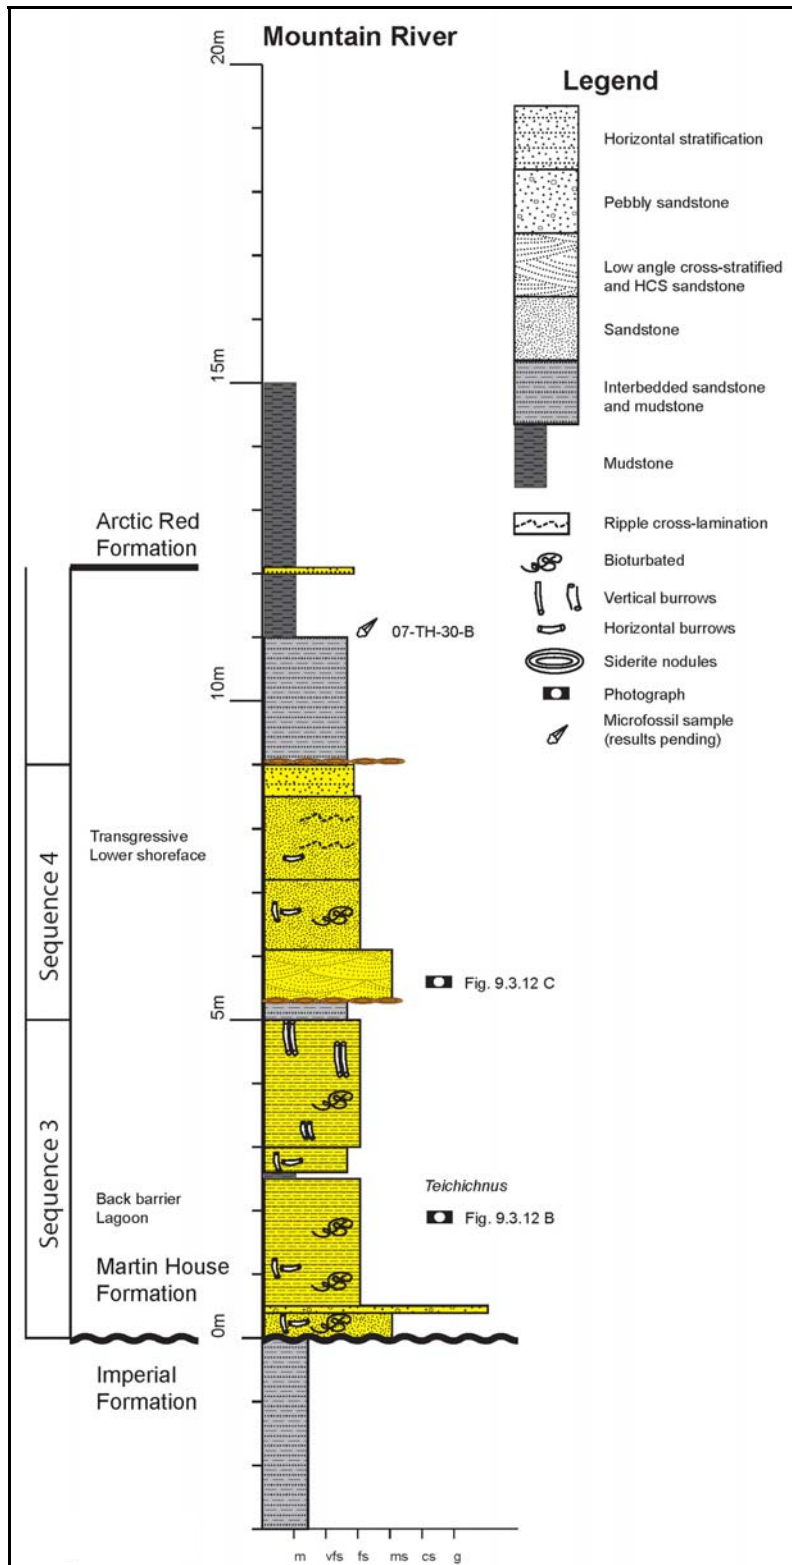 Mountain River
20m
15m
10m
5m
0m
Legend
Horizontal stratification
Pebbly sandstone
Low angle cross-stratified
and HCS sandstone
Sandstone
Interbedded sandstone
and mudstone
Mudstone
Ripple cross-lamination
Bioturbated
Vertical burrows
Horizontal burrows
Siderite nodules
Photograph
Microfossil sample
(results pending)
Arctic Red
Formation
07-TH-30-B
Sequence 4
Transgressive
Lower shoreface
Fig. 9.3.12 C
Sequence 3
Teichichnus
Fig. 9.3.12 B
Back barrier
Lagoon
Martin House
Formation
Imperial
Formation
m vfs fs ms cs g